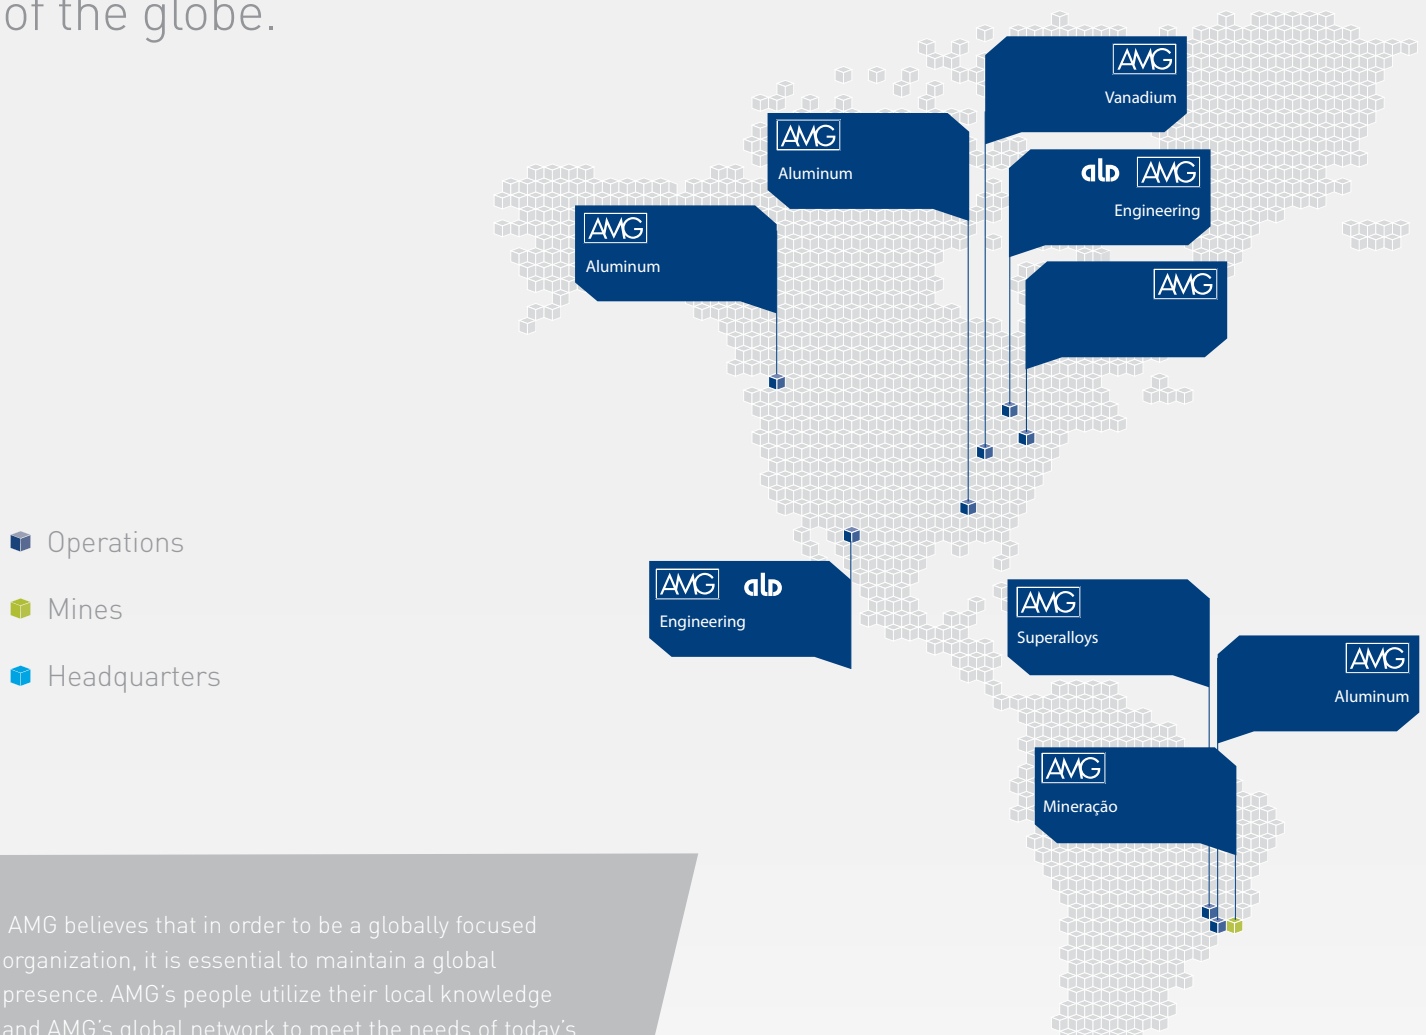 of the globe.
AMG
Vanadium
AMG
Aluminum
ald AMG
Engineering
AMG
Aluminum
AMG
Operations
Mines
Headquarters
AMG ald
Engineering
AMG
Superalloys
AMG
Aluminum
AMG
Mineração
AMG believes that in order to be a globally focused
organization, it is essential to maintain a global
presence. AMG’s people utilize their local knowledge
and AMG’s global network to meet the needs of today’s